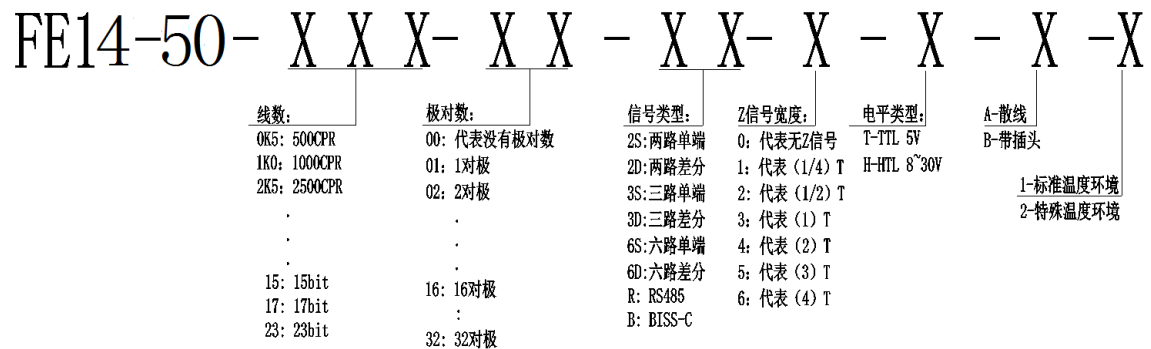 FE14-50- X X X- X X - X X- X - X - X -X
线数:
0K5: 500CPR
1K0: 1000CPR
2K5: 2500CPR
.
.
.
15: 15bit
17: 17bit
23: 23bit
极对数:
00: 代表没有极对数
01: 1对极
02: 2对极
.
.
.
16: 16对极
:
32: 32对极
信号类型:
2S:两路单端
2D:两路差分
3S:三路单端
3D:三路差分
6S:六路单端
6D:六路差分
R: RS485
B: BISS-C
Z信号宽度:
0: 代表无Z信号
1: 代表 (1/4) T
2: 代表 (1/2) T
3: 代表 (1) T
4: 代表 (2) T
5: 代表 (3) T
6: 代表 (4) T
电平类型:
T-TTL 5V
H-HTL 8~30V
A-散线
B-带插头
1-标准温度环境
2-特殊温度环境